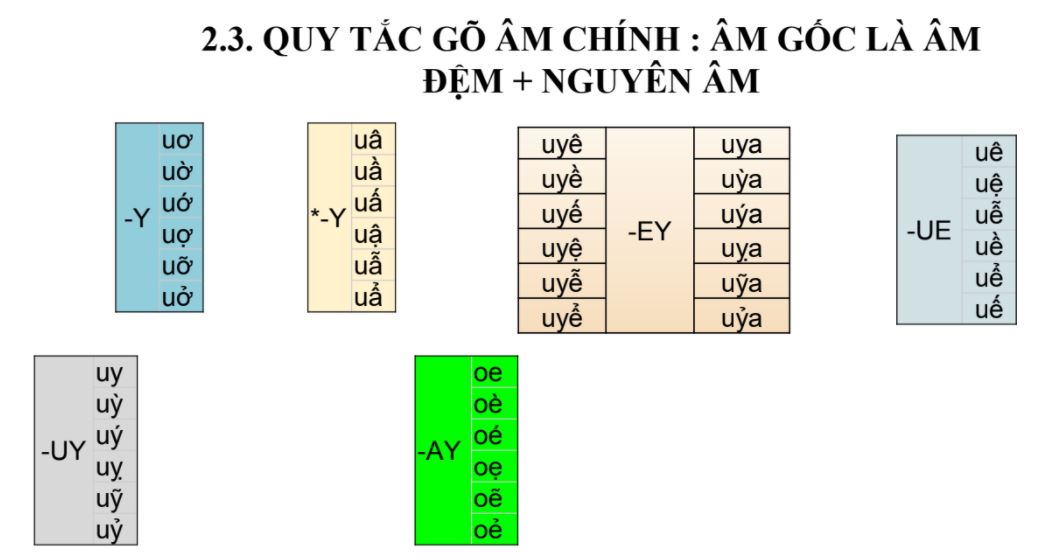 2.3. QUY TẮC GÕ ÂM CHÍNH : ÂM GỐC LÀ ÂM
ĐỆM + NGUYÊN ÂM
-Y
uơ
uờ
uớ
uợ
uỡ
uở
*-Y
uâ
uầ
uấ
uậ
uẫ
uẩ
uyê
uyề
uyế
uyệ
uyễ
uyể
-EY
uya
uỳa
uýa
uỵa
uỹa
uỷa
-UE
uê
uệ
uễ
uề
uể
uế
-UY
uy
uỳ
uý
uỵ
uỹ
uỷ
-AY
oe
oè
oé
oẹ
oẽ
oẻ